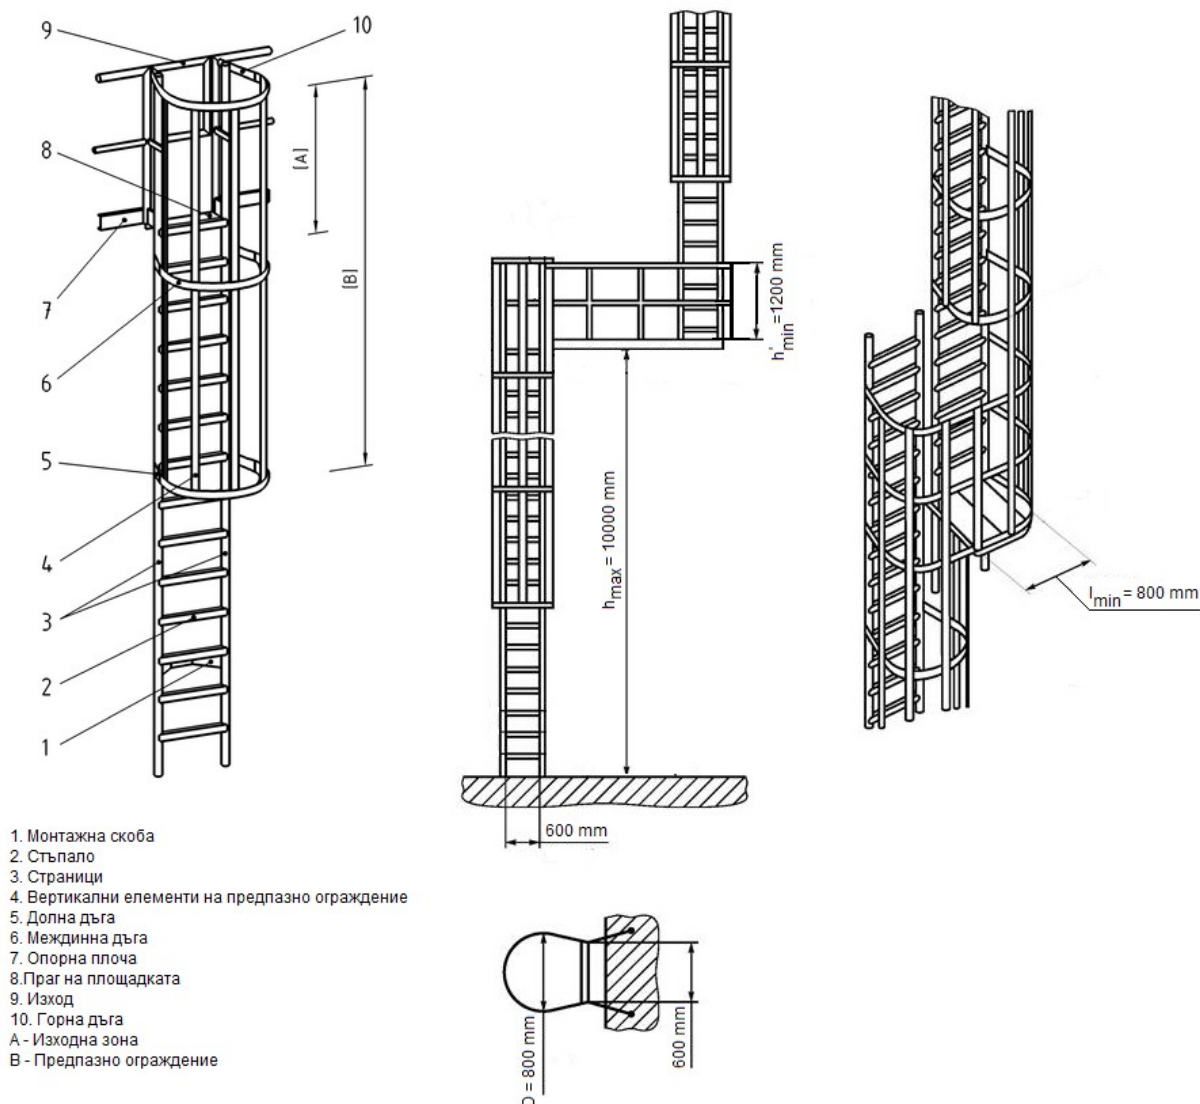 9
10
8
[A]
[B]
7
6
5
4
3
2
1
h'min =1200 mm
hmax = 10000 mm
lmin = 800 mm
600 mm
600 mm
D = 800 mm
1. Монтажна скоба
2. Стъпало
3. Страници
4. Вертикални елементи на предпазно ограждение
5. Долна дъга
6. Междинна дъга
7. Опорна плоча
8.Праг на площадката
9. Изход
10. Горна дъга
А - Изходна зона
В - Предпазно ограждение